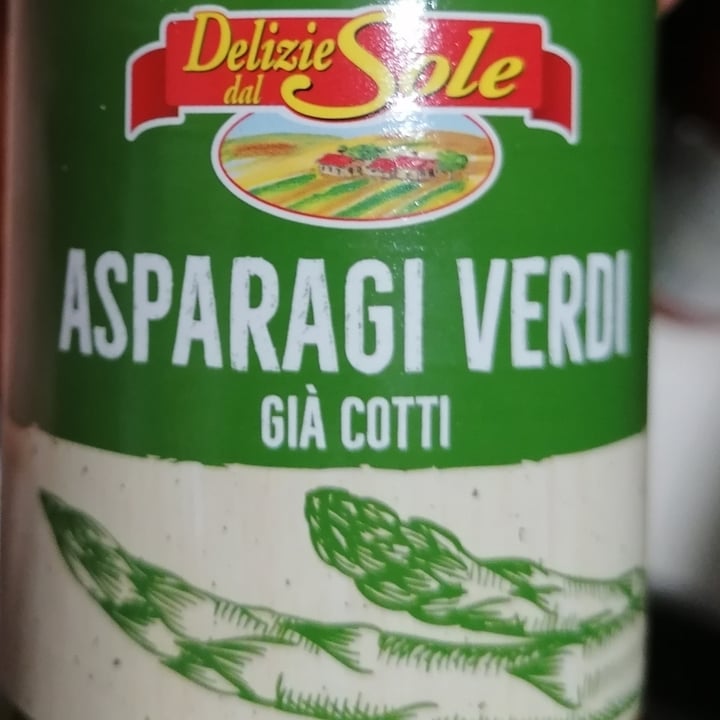 Delizie
dal Sole
ASPARAGI VERDI
GIÀ COTTI